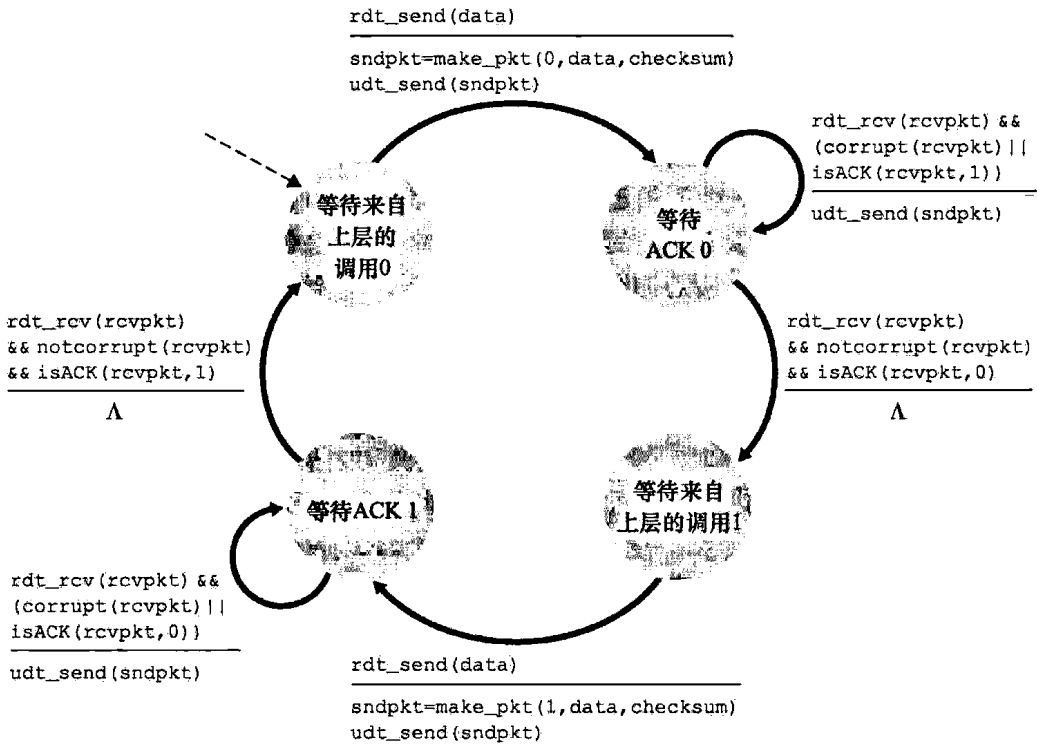 rdt_send(data)
sndpkt=make_pkt(0,data,checksum)
udt_send(sndpkt)
rdt_rcv(rcvpkt) &&
(corrupt(rcvpkt)||
isACK(rcvpkt,1))
udt_send(sndpkt)
等待来自
上层的
调用0
等待
ACK 0
rdt_rcv(rcvpkt)
&& notcorrupt(rcvpkt)
&& isACK(rcvpkt,1)
Λ
rdt_rcv(rcvpkt)
&& notcorrupt(rcvpkt)
&& isACK(rcvpkt,0)
Λ
等待ACK 1
等待来自
上层的调用1
rdt_rcv(rcvpkt) &&
(corrupt(rcvpkt)||
isACK(rcvpkt,0))
udt_send(sndpkt)
rdt_send(data)
sndpkt=make_pkt(1,data,checksum)
udt_send(sndpkt)